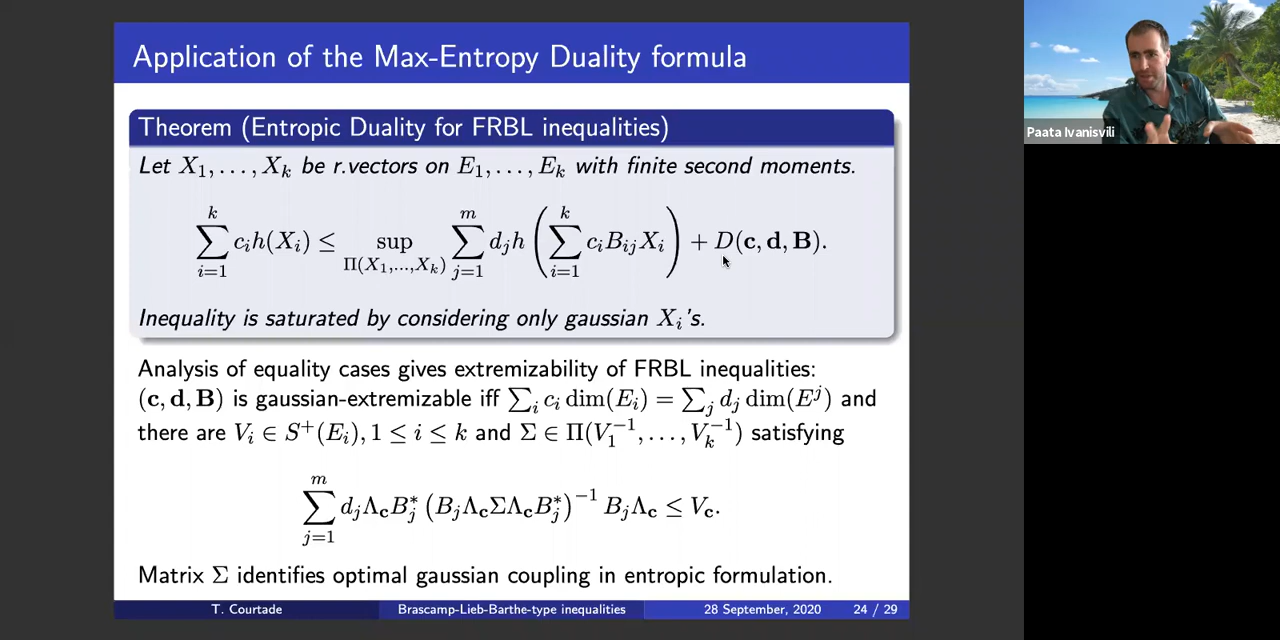 Application of the Max-Entropy Duality formula
Theorem (Entropic Duality for FRBL inequalities)
Let X_1, . . . , X_k be r.vectors on E_1, . . . , E_k with finite second moments.
\sum_{i=1}^{k} c_i h(X_i) ≤ \sup_{Π(X_1,...,X_k)} \sum_{j=1}^{m} d_j h ( \sum_{i=1}^{k} c_i B_{ij} X_i ) + D(c, d, B).
Inequality is saturated by considering only gaussian X_i's.
Analysis of equality cases gives extremizability of FRBL inequalities:
(c, d, B) is gaussian-extremizable iff ∑_i c_i dim(E_i) = ∑_j d_j dim(E^j) and
there are V_i ∈ S^+(E_i), 1 ≤ i ≤ k and Σ ∈ Π(V_1^{-1}, . . . , V_k^{-1}) satisfying
\sum_{j=1}^{m} d_j Λ_c B_j^* (B_j Λ_c Σ Λ_c B_j^*)^{-1} B_j Λ_c ≤ V_c.
Matrix Σ identifies optimal gaussian coupling in entropic formulation.
T. Courtade Brascamp-Lieb-Barthe-type inequalities 28 September, 2020 24 / 29
Paata Ivanisvili